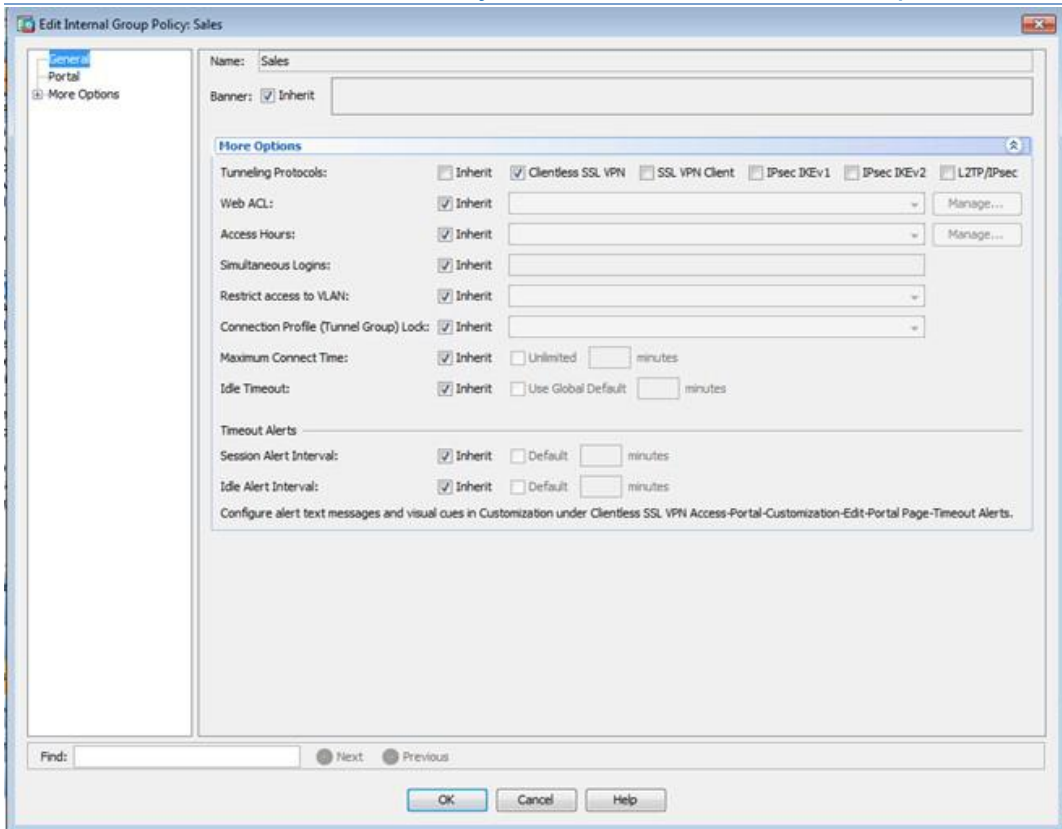 Edit Internal Group Policy: Sales
General
Portal
More Options
Name: Sales
Banner: Inherit
More Options
Tunneling Protocols: Inherit Clientless SSL VPN SSL VPN Client IPsec IKEv1 IPsec IKEv2 L2TP/IPsec
Web ACL: Inherit Manage...
Access Hours: Inherit Manage...
Simultaneous Logins: Inherit
Restrict access to VLAN: Inherit
Connection Profile (Tunnel Group) Lock: Inherit
Maximum Connect Time: Inherit Unlimited minutes
Idle Timeout: Inherit Use Global Default minutes
Timeout Alerts
Session Alert Interval: Inherit Default minutes
Idle Alert Interval: Inherit Default minutes
Configure alert text messages and visual cues in Customization under Clientless SSL VPN Access-Portal-Customization-Edit-Portal Page-Timeout Alerts.
Find: Next Previous
OK Cancel Help